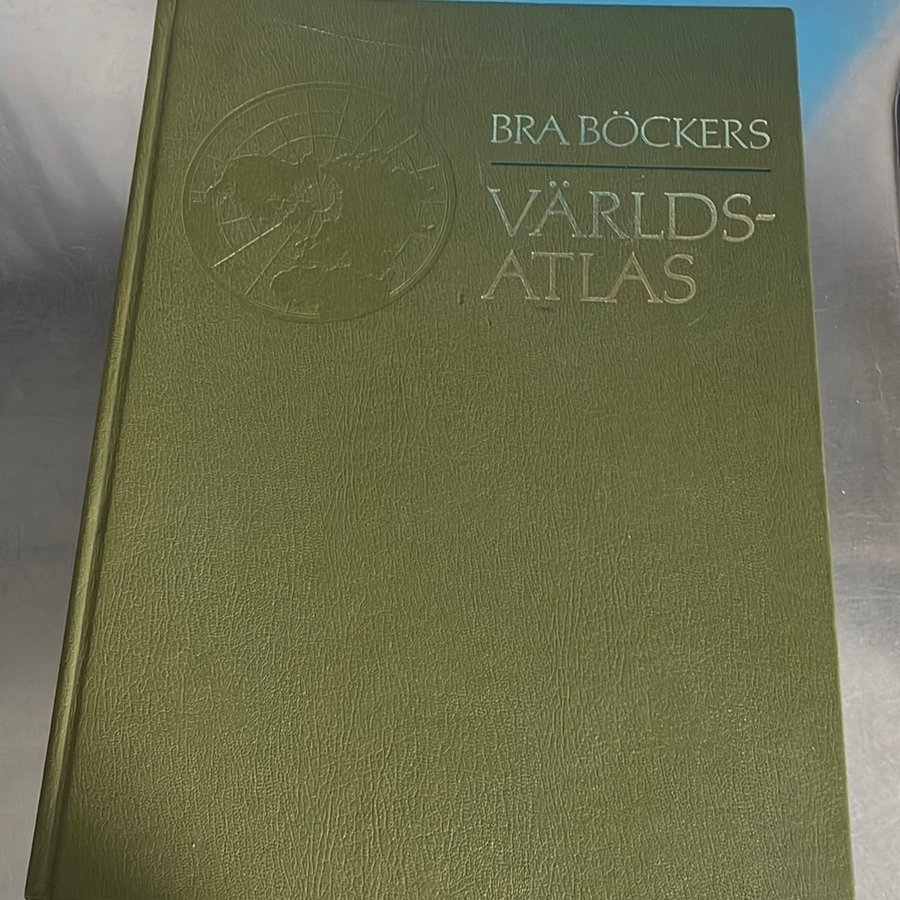 BRA BÖCKERS
VÄRLDS-
ATLAS